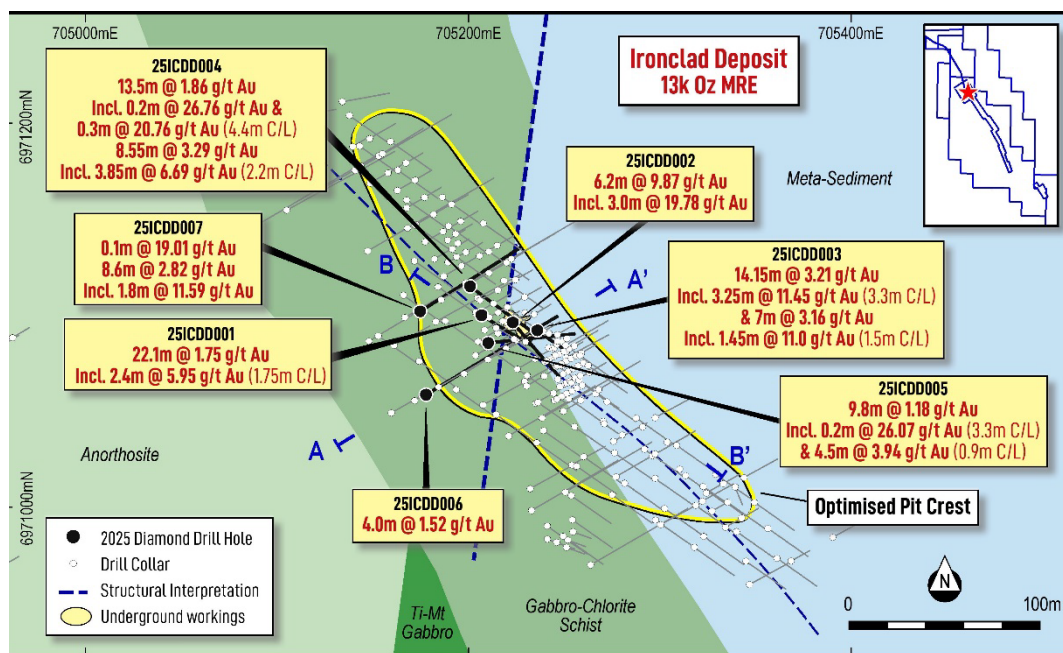 705000mE
705200mE
705400mE
6971200mN
6971000mN
Ironclad Deposit
13k Oz MRE
25ICDD004
13.5m @ 1.86 g/t Au
Incl. 0.2m @ 26.76 g/t Au &
0.3m @ 20.76 g/t Au (4.4m C/L)
8.55m @ 3.29 g/t Au
Incl. 3.85m @ 6.69 g/t Au (2.2m C/L)
25ICDD002
6.2m @ 9.87 g/t Au
Incl. 3.0m @ 19.78 g/t Au
Meta-Sediment
25ICDD007
0.1m @ 19.01 g/t Au
8.6m @ 2.82 g/t Au
Incl. 1.8m @ 11.59 g/t Au
B
A'
25ICDD003
14.15m @ 3.21 g/t Au
Incl. 3.25m @ 11.45 g/t Au (3.3m C/L)
& 7m @ 3.16 g/t Au
Incl. 1.45m @ 11.0 g/t Au (1.5m C/L)
25ICDD001
22.1m @ 1.75 g/t Au
Incl. 2.4m @ 5.95 g/t Au (1.75m C/L)
25ICDD005
9.8m @ 1.18 g/t Au
Incl. 0.2m @ 26.07 g/t Au (3.3m C/L)
& 4.5m @ 3.94 g/t Au (0.9m C/L)
Anorthosite
A
B'
25ICDD006
4.0m @ 1.52 g/t Au
Optimised Pit Crest
2025 Diamond Drill Hole
Drill Collar
Structural Interpretation
Underground workings
Ti-Mt
Gabbro
Gabbro-Chlorite
Schist
N
0
100m